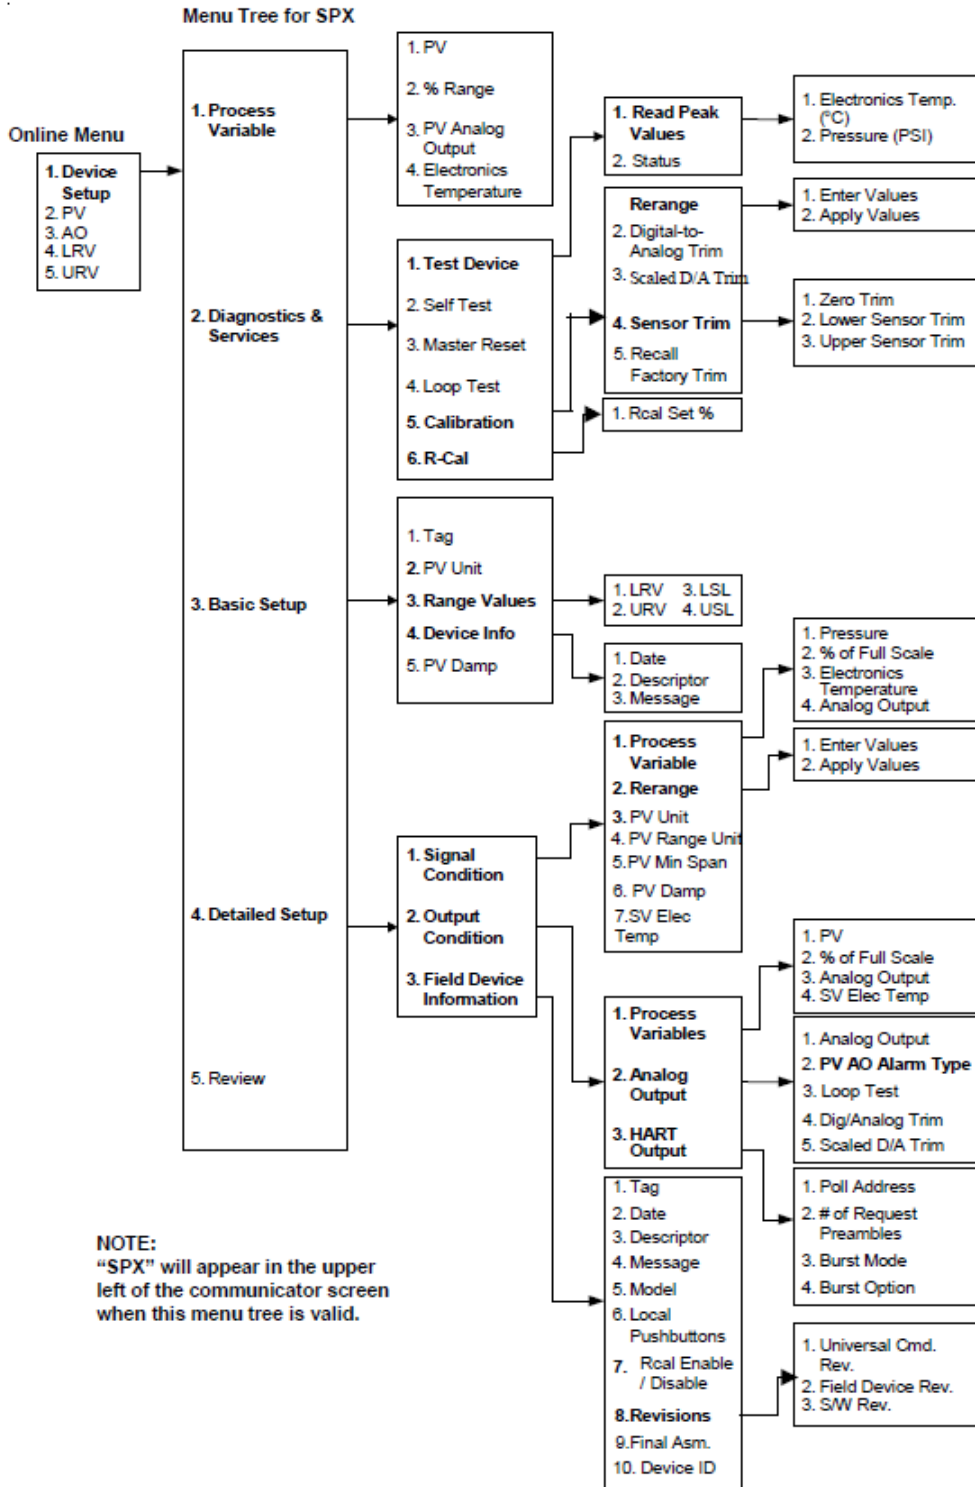 Menu Tree for SPX
Online Menu
1. Device
Setup
2. PV
3. AO
4. LRV
5. URV
1. Process
Variable
2. Diagnostics &
Services
3. Basic Setup
4. Detailed Setup
5. Review
1. PV
2. % Range
3. PV Analog
Output
4. Electronics
Temperature
1. Test Device
2. Self Test
3. Master Reset
4. Loop Test
5. Calibration
6. R-Cal
1. Read Peak
Values
2. Status
1. Electronics Temp.
(°C)
2. Pressure (PSI)
Rerange
2. Digital-to-
Analog Trim
3. Scaled D/A Trim
4. Sensor Trim
5. Recall
Factory Trim
1. Enter Values
2. Apply Values
1. Zero Trim
2. Lower Sensor Trim
3. Upper Sensor Trim
1. Rcal Set %
1. Tag
2. PV Unit
3. Range Values
4. Device Info
5. PV Damp
1. LRV 3. LSL
2. URV 4. USL
1. Date
2. Descriptor
3. Message
1. Signal
Condition
2. Output
Condition
3. Field Device
Information
1. Process
Variable
2. Rerange
3. PV Unit
4. PV Range Unit
5.PV Min Span
6. PV Damp
7.SV Elec
Temp
1. Pressure
2. % of Full Scale
3. Electronics
Temperature
4. Analog Output
1. Enter Values
2. Apply Values
1. Process
Variables
2. Analog
Output
3. HART
Output
1. PV
2. % of Full Scale
3. Analog Output
4. SV Elec Temp
1. Analog Output
2. PV AO Alarm Type
3. Loop Test
4. Dig/Analog Trim
5. Scaled D/A Trim
1. Poll Address
2. # of Request
Preambles
3. Burst Mode
4. Burst Option
1. Tag
2. Date
3. Descriptor
4. Message
5. Model
6. Local
Pushbuttons
7. Rcal Enable
/ Disable
8.Revisions
9.Final Asm.
10. Device ID
1. Universal Cmd.
Rev.
2. Field Device Rev.
3. S/W Rev.
NOTE:
“SPX” will appear in the upper
left of the communicator screen
when this menu tree is valid.